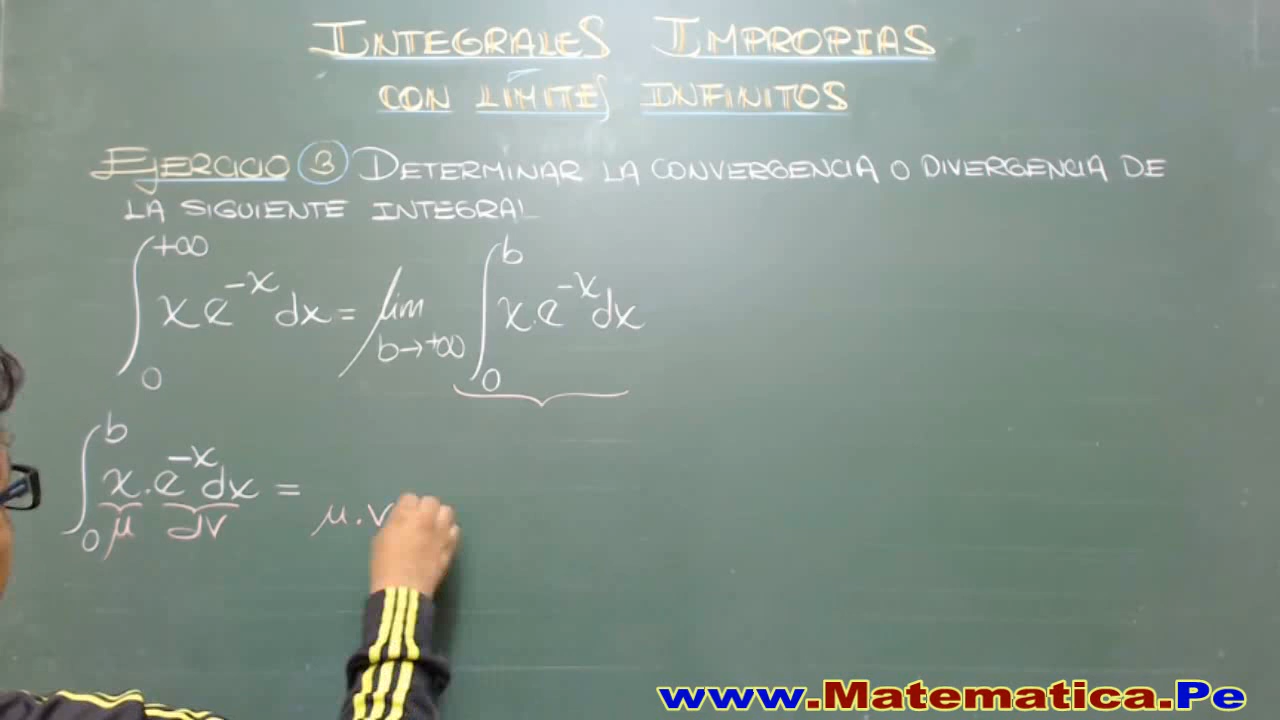 INTEGRALES IMPROPIAS
CON LÍMITES INFINITOS
EJERCICIO 3 DETERMINAR LA CONVERGENCIA O DIVERGENCIA DE
LA SIGUIENTE INTEGRAL
∫₀^{+∞} x e^{-x} dx = lim_{b→+∞} ∫₀^{b} x.e^{-x} dx
∫₀^{b} x.e^{-x} dx =
μ dv μ.v
www.Matematica.Pe